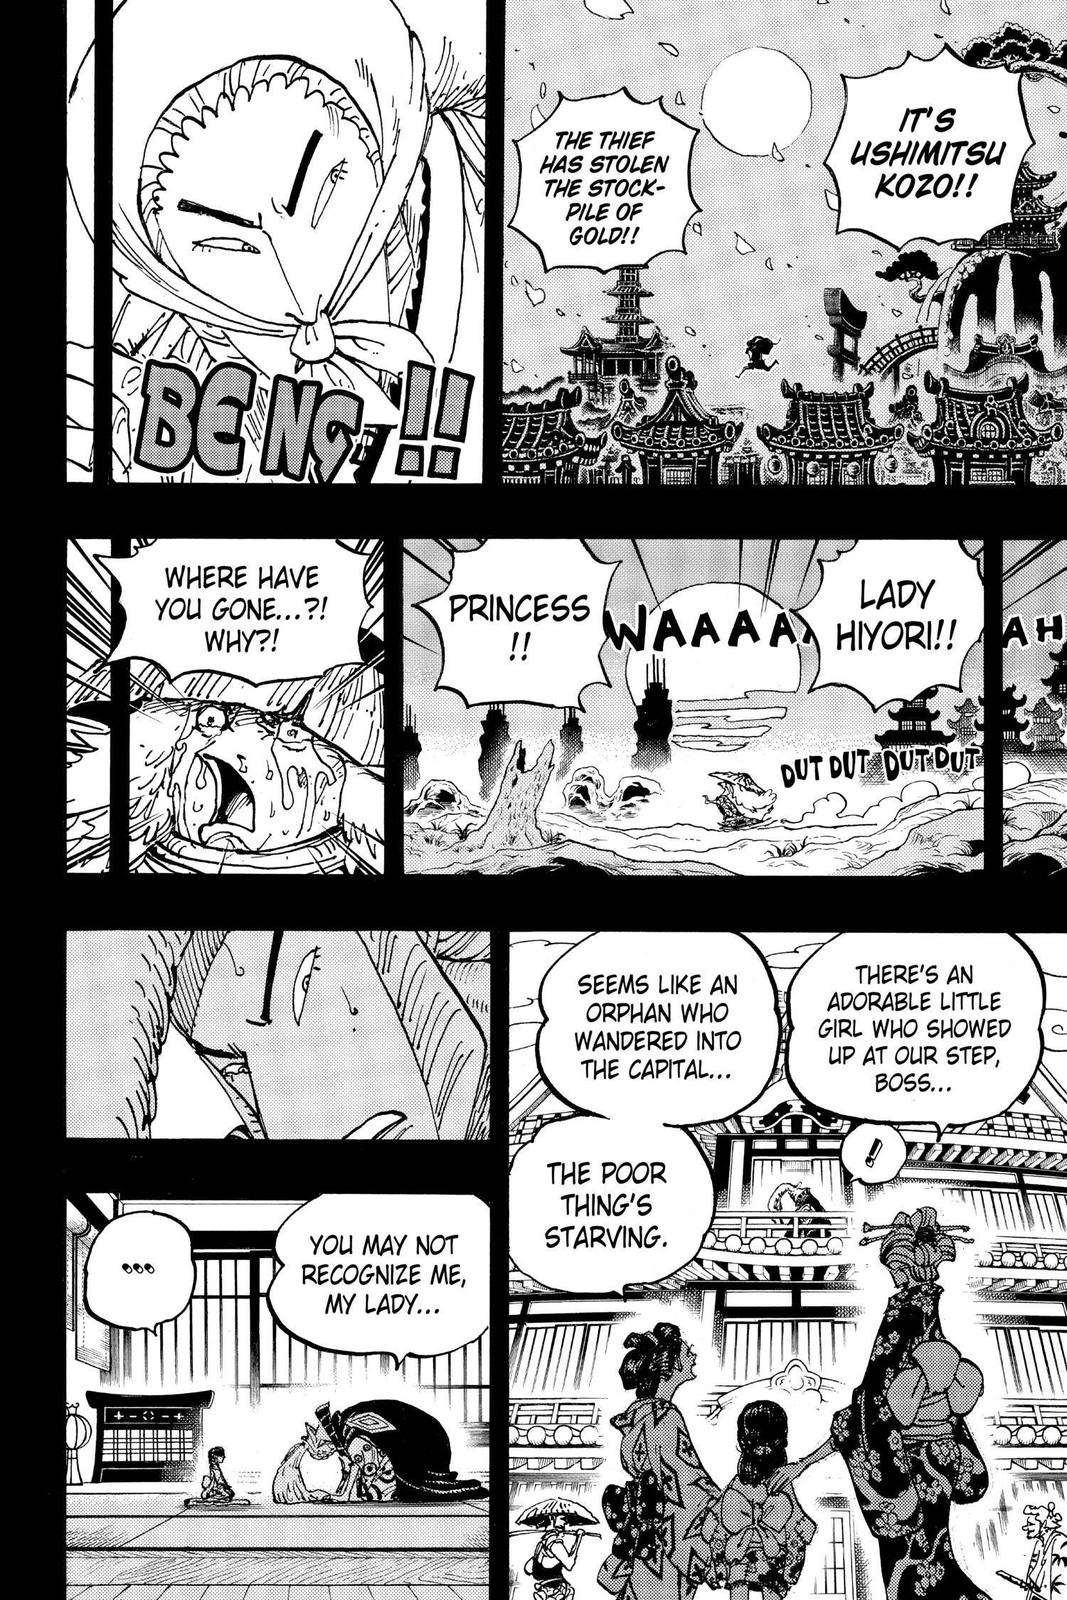 IT'S
USHIMITSU
KOZO!!
THE THIEF
HAS STOLEN
THE STOCK-
PILE OF
GOLD!!
BENG!!
LADY
HIYORI!!
WAAAAA
AH
PRINCESS
!!
DUT DUT DUT DUT
WHERE HAVE
YOU GONE...?!
WHY?!
THERE'S AN
ADORABLE LITTLE
GIRL WHO SHOWED
UP AT OUR STEP,
BOSS...
SEEMS LIKE AN
ORPHAN WHO
WANDERED INTO
THE CAPITAL...
!
THE POOR
THING'S
STARVING.
YOU MAY NOT
RECOGNIZE ME,
MY LADY...
...